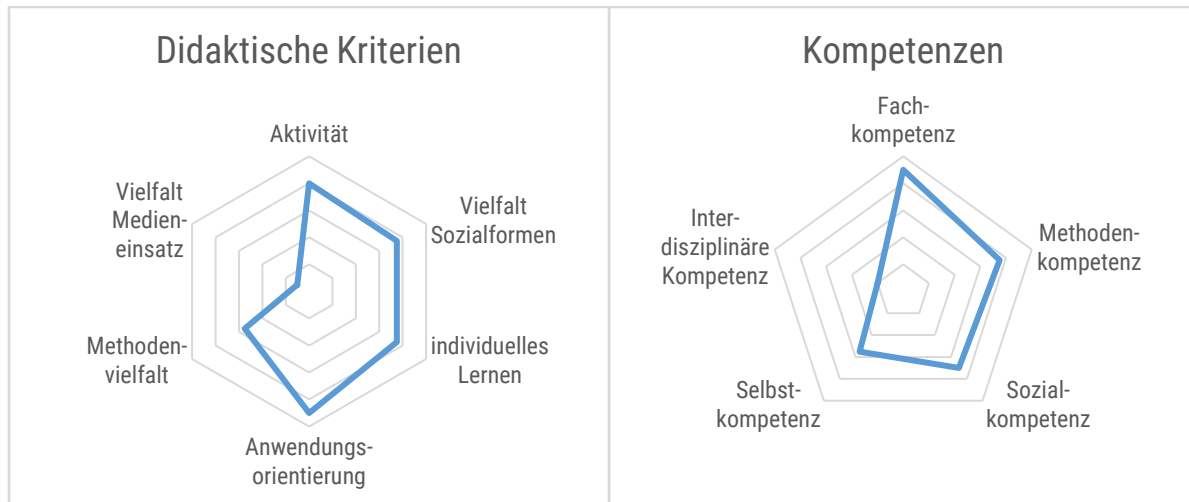 Didaktische Kriterien
Aktivität
Vielfalt
Sozialformen
individuelles
Lernen
Anwendungs-
orientierung
Methoden-
vielfalt
Vielfalt
Medien-
einsatz
Kompetenzen
Fach-
kompetenz
Methoden-
kompetenz
Sozial-
kompetenz
Selbst-
kompetenz
Inter-
disziplinäre
Kompetenz